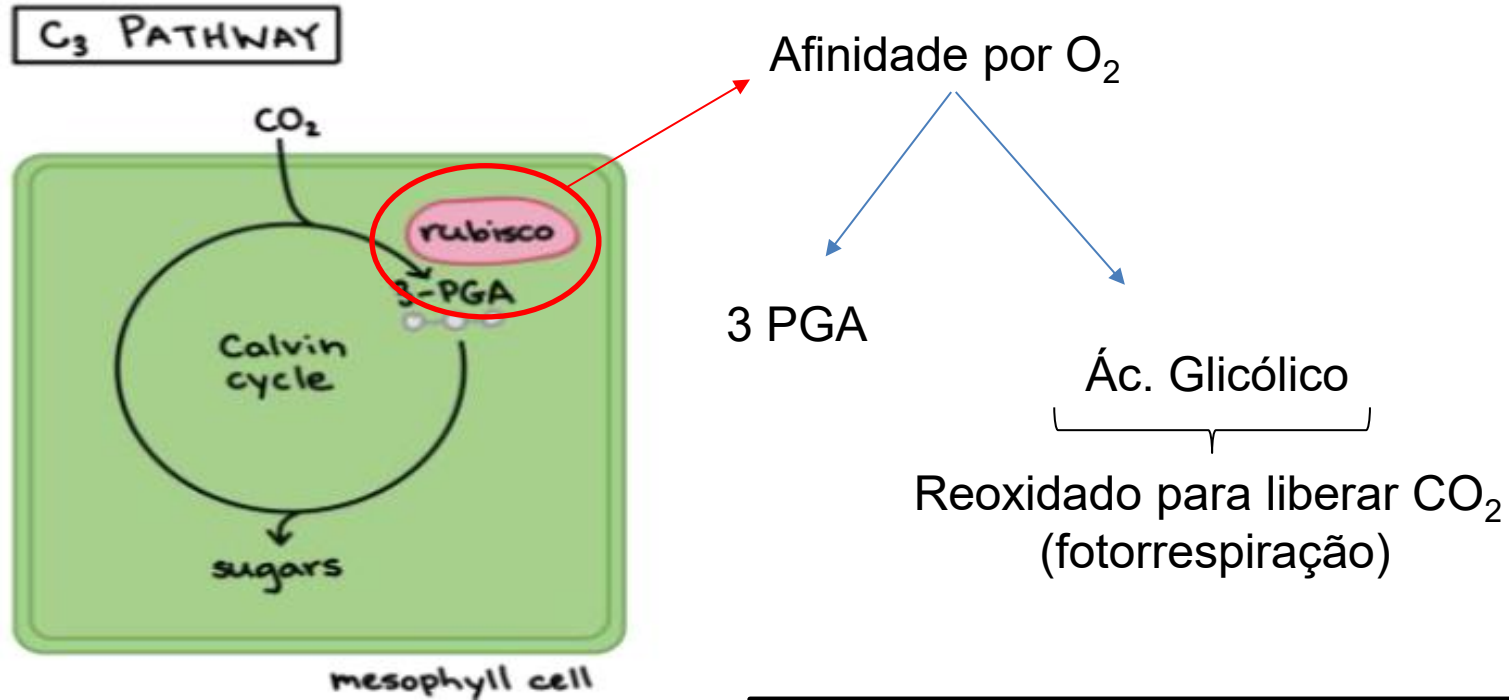 C₃ PATHWAY
CO₂
rubisco
3-PGA
Calvin
cycle
sugars
mesophyll cell
Afinidade por O₂
3 PGA
Ác. Glicólico
Reoxidado para liberar CO₂
(fotorrespiração)